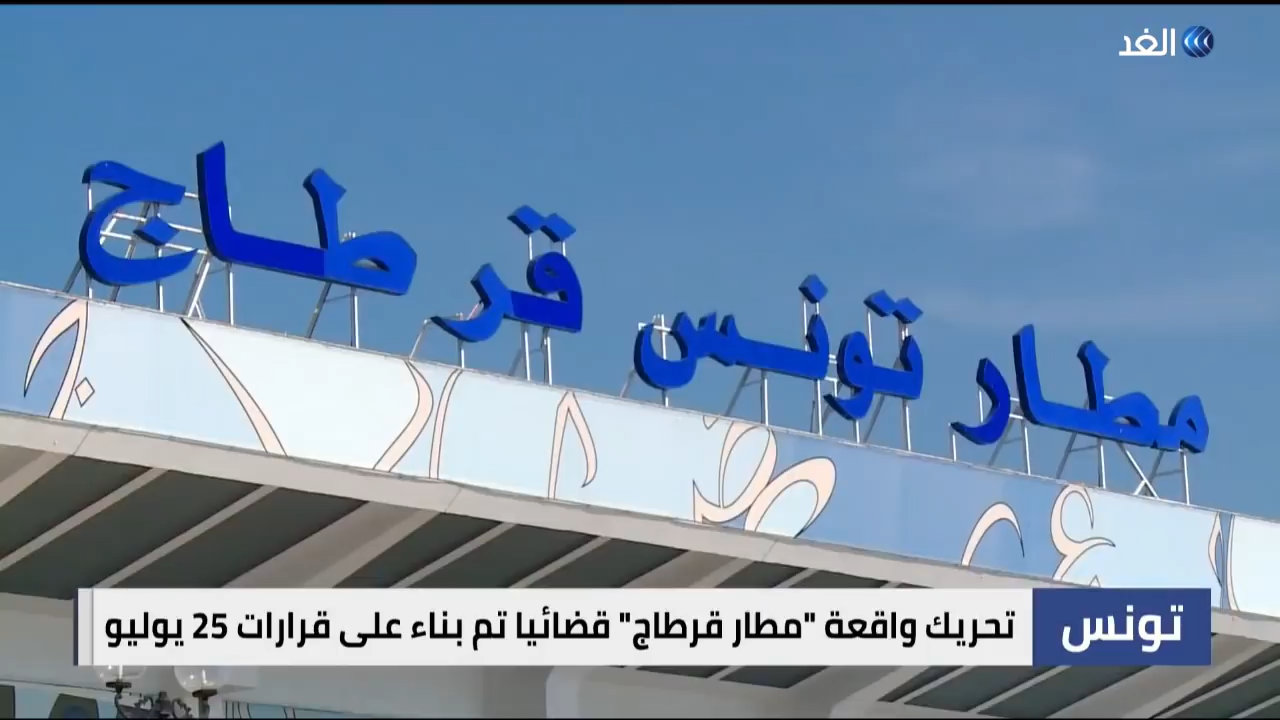 الغد
مطار تونس قرطاج
تونس
تحريك واقعة "مطار قرطاج" قضائيا تم بناء على قرارات 25 يوليو